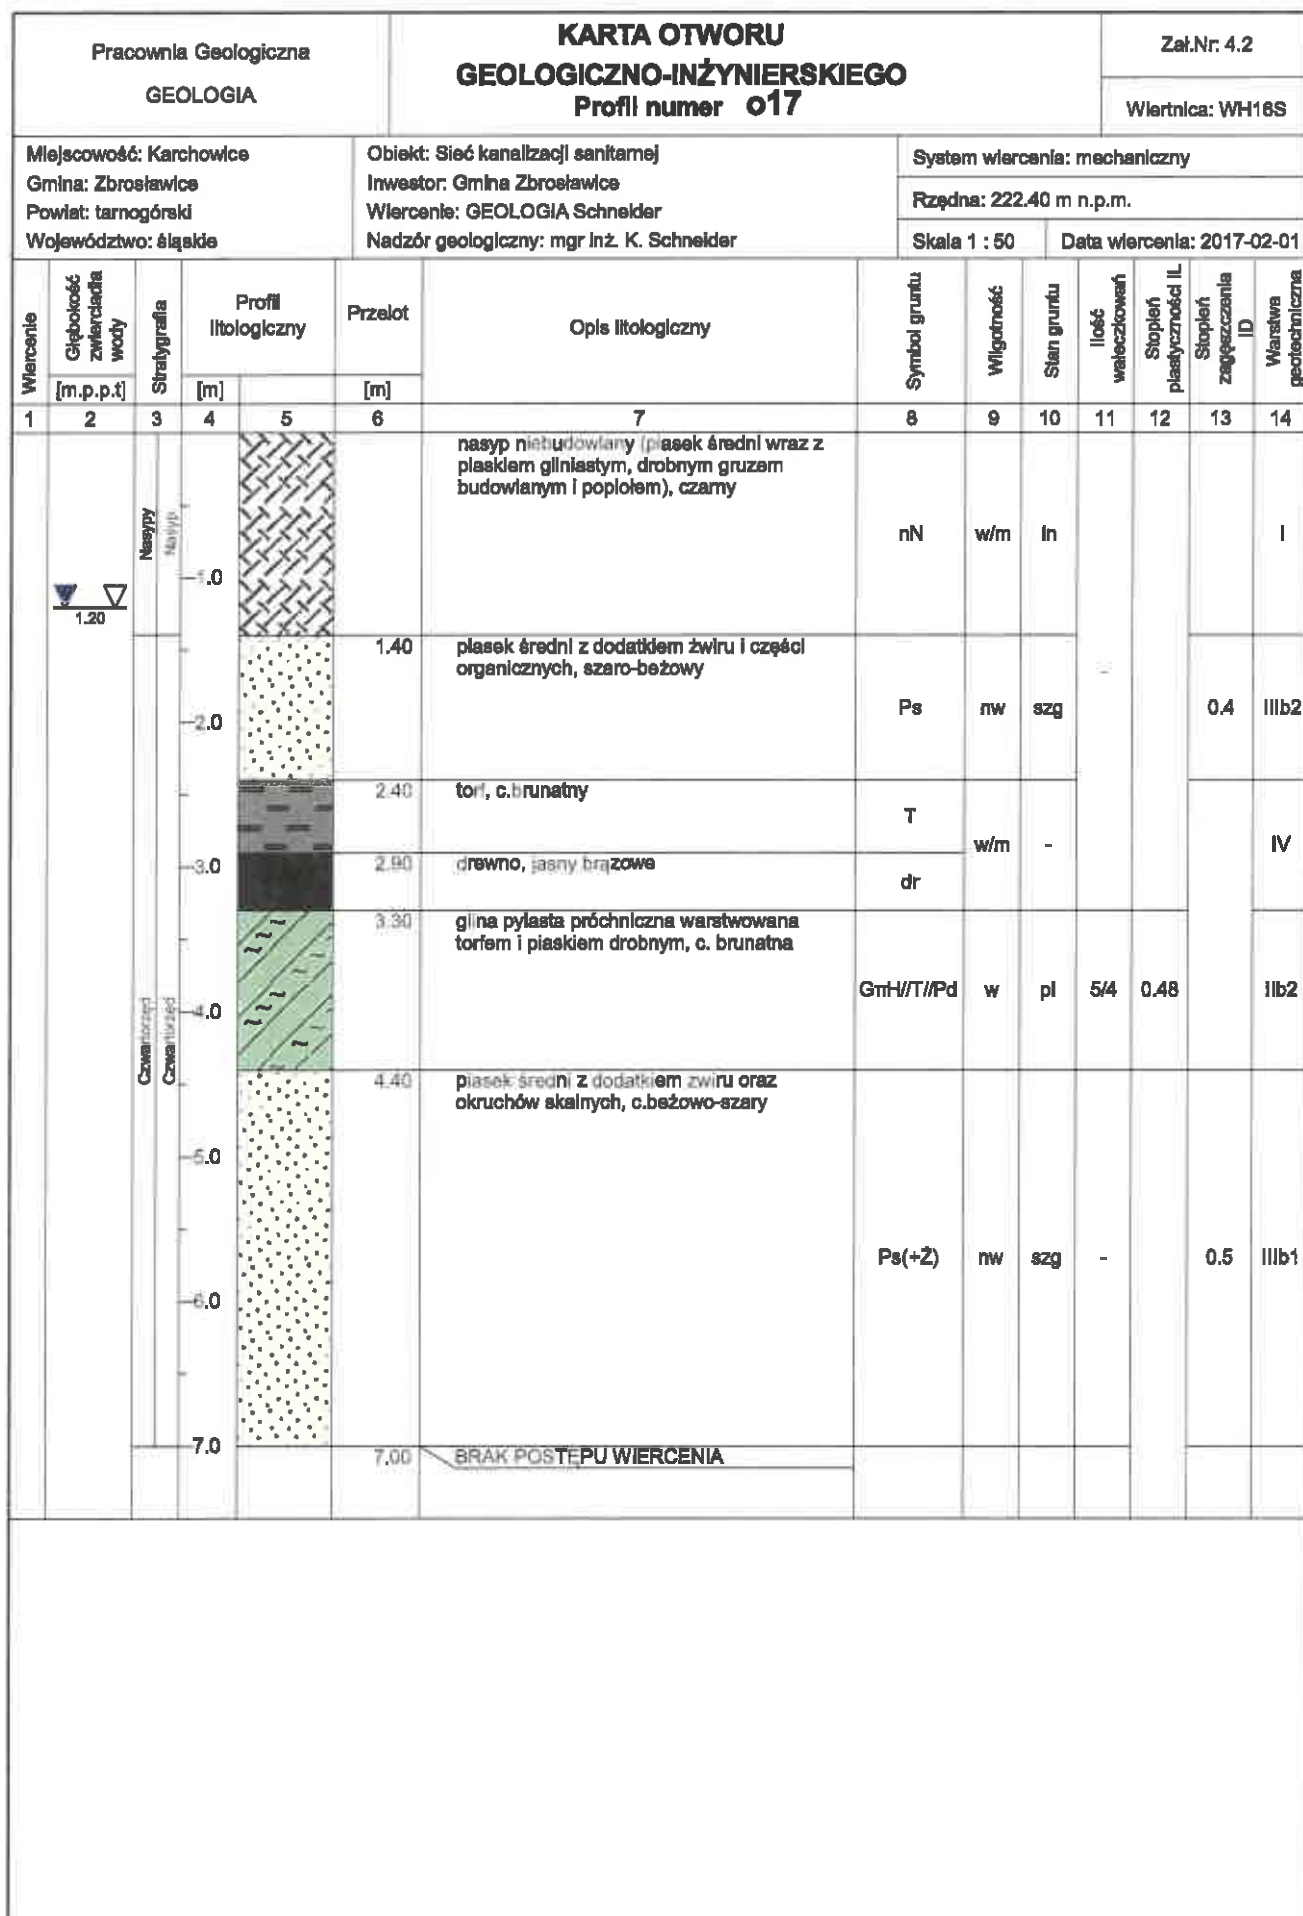 Pracownia Geologiczna
GEOLOGIA
KARTA OTWORU
GEOLOGICZNO-INŻYNIERSKIEGO
Profil numer o17
Zał.Nr: 4.2
Wiertnica: WH16S
Miejscowość: Karchowice
Gmina: Zbrosławice
Powiat: tarnogórski
Województwo: śląskie
Obiekt: Sieć kanalizacji sanitarnej
Inwestor: Gmina Zbrosławice
Wiercenie: GEOLOGIA Schneider
Nadzór geologiczny: mgr inż. K. Schneider
System wiercenia: mechaniczny
Rzędna: 222.40 m n.p.m.
Skala 1 : 50 Data wiercenia: 2017-02-01
Wiercenie
Głębokość
zwierciadła
wody
[m.p.p.t]
Stratygrafia
Profil
litologiczny
[m]
Przelot
[m]
Opis litologiczny
Symbol gruntu
Wilgotność
Stan gruntu
Ilość
wałeczkowań
Stopień
plastyczności IL
Stopień
zagęszczenia
ID
Warstwa
geotechniczna
1 2 3 4 5 6 7 8 9 10 11 12 13 14
nasyp niebudowlany (piasek średni wraz z
piaskiem gliniastym, drobnym gruzem
budowlanym i popiołem), czarny
Nasypy
Nasypy
nN w/m ln I
1.0
1.20
1.40 piasek średni z dodatkiem żwiru i części
organicznych, szaro-beżowy
-
2.0
Ps nw szg 0.4 IIIb2
2.40 torf, c.brunatny
T
w/m - IV
3.0
2.90 drewno, jasny brązowe
dr
3.30 glina pylasta próchniczna warstwowana
torfem i piaskiem drobnym, c. brunatna
GπH//T//Pd w pl 5/4 0.48 IIb2
4.0
Czwartorzęd
Czwartorzęd
4.40 piasek średni z dodatkiem żwiru oraz
okruchów skalnych, c.beżowo-szary
5.0
Ps(+Ż) nw szg - 0.5 IIIb1
6.0
7.0
7.00 BRAK POSTĘPU WIERCENIA